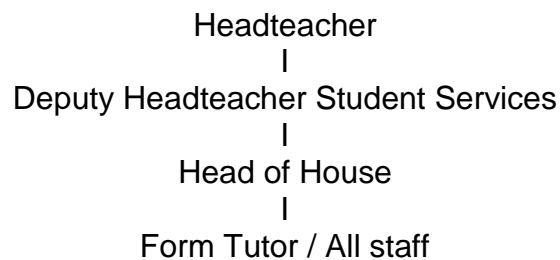 Headteacher
I
Deputy Headteacher Student Services
I
Head of House
I
Form Tutor / All staff